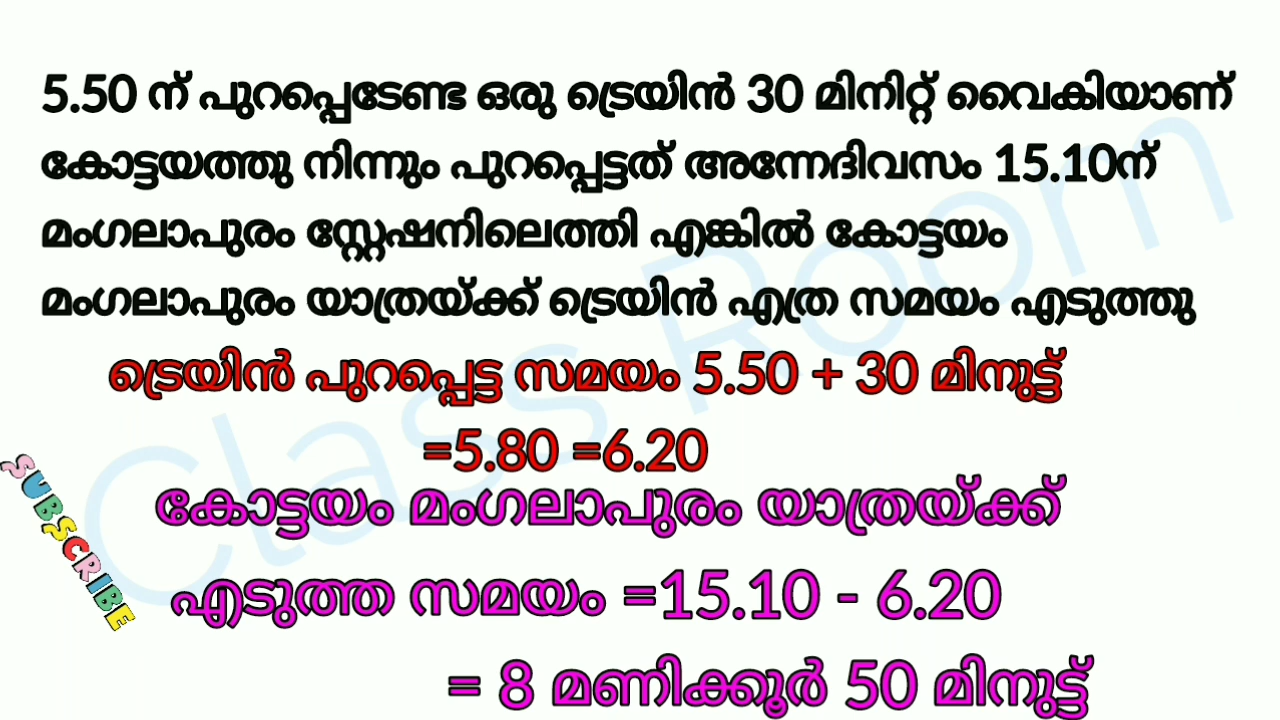 5.50 ന് പുറപ്പെടേണ്ട ഒരു ട്രെയിൻ 30 മിനിറ്റ് വൈകിയാണ്
കോട്ടയത്തു നിന്നും പുറപ്പെട്ടത് അന്നേദിവസം 15.10ന്
മംഗലാപുരം സ്റ്റേഷനിലെത്തി എങ്കിൽ കോട്ടയം
മംഗലാപുരം യാത്രയ്ക്ക് ട്രെയിൻ എത്ര സമയം എടുത്തു
ട്രെയിൻ പുറപ്പെട്ട സമയം 5.50 + 30 മിനുട്ട്
=5.80 =6.20
കോട്ടയം മംഗലാപുരം യാത്രയ്ക്ക്
എടുത്ത സമയം =15.10 - 6.20
= 8 മണിക്കൂർ 50 മിനുട്ട്
SUBSCRIBE
Class Room